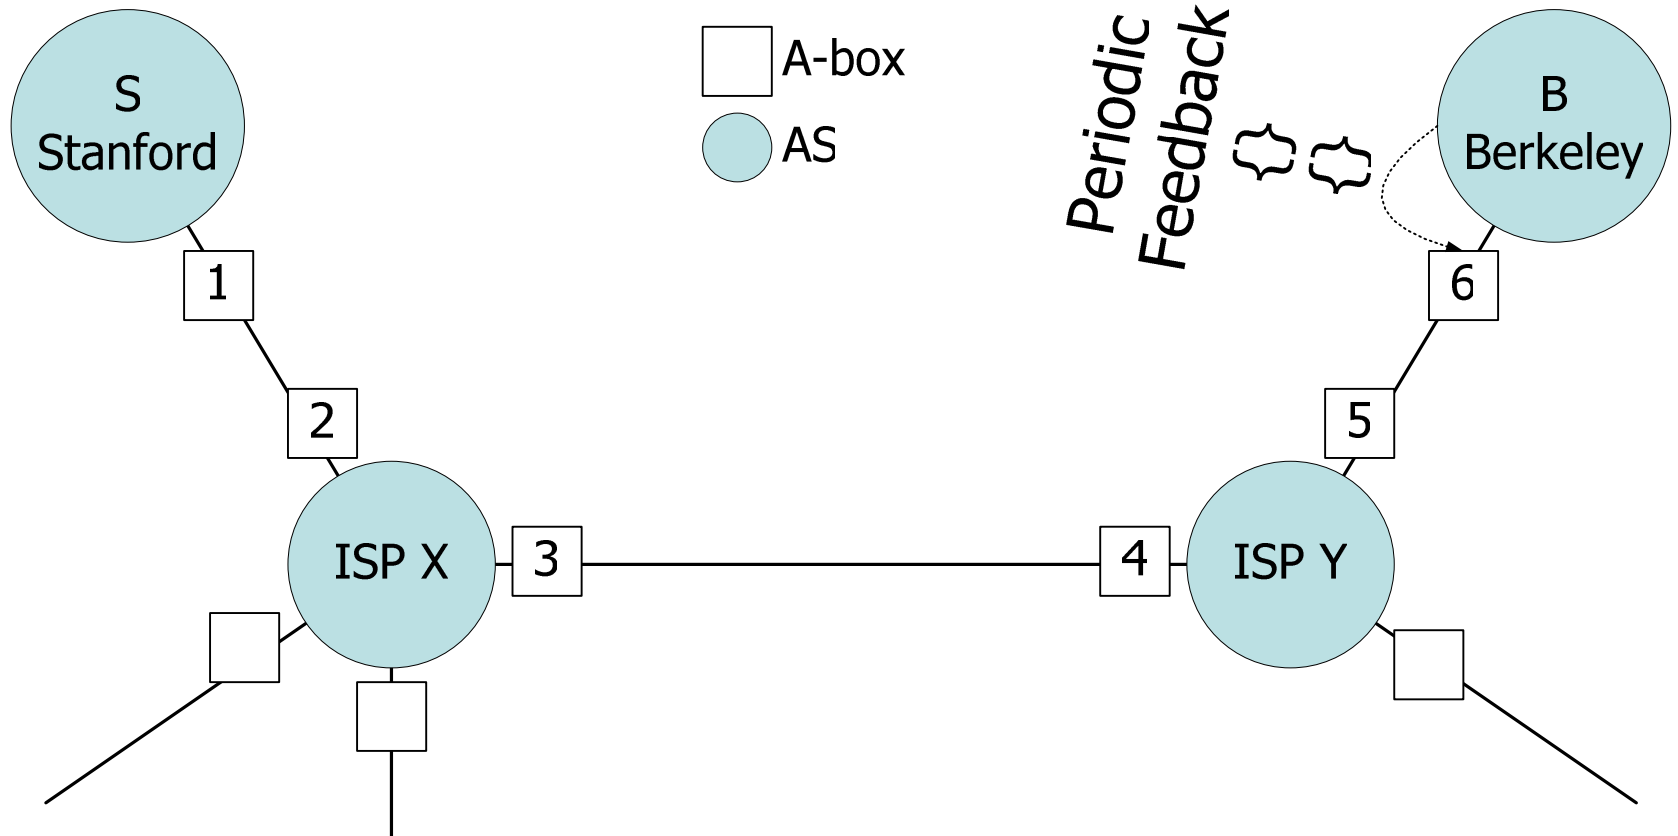 S
Stanford
A-box
AS
Periodic
Feedback
{} {}
B
Berkeley
1
6
2
5
ISP X
3
4
ISP Y